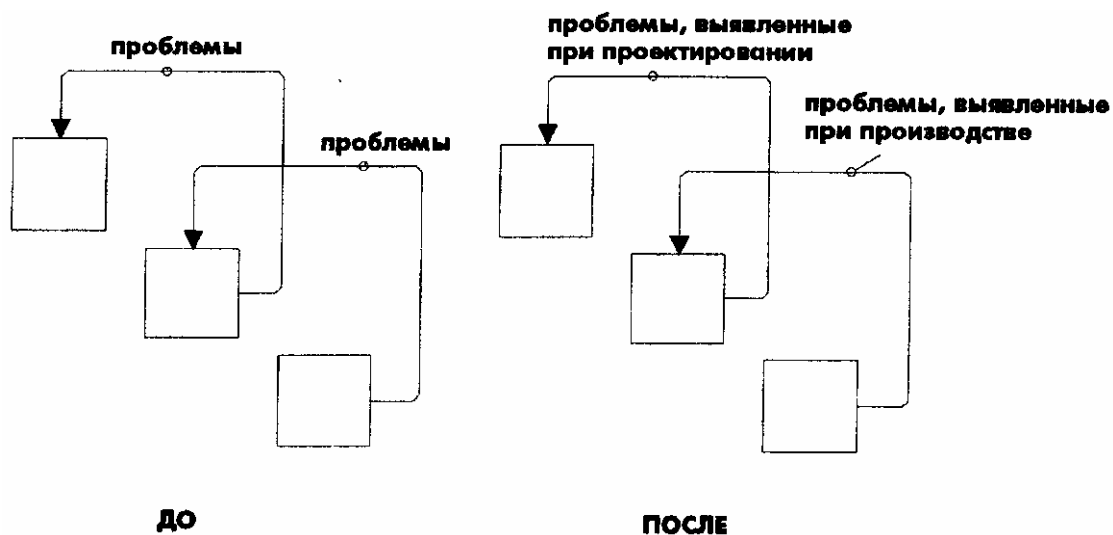 проблемы
проблемы
ДО
проблемы, выявленные
при проектировании
проблемы, выявленные
при производстве
ПОСЛЕ